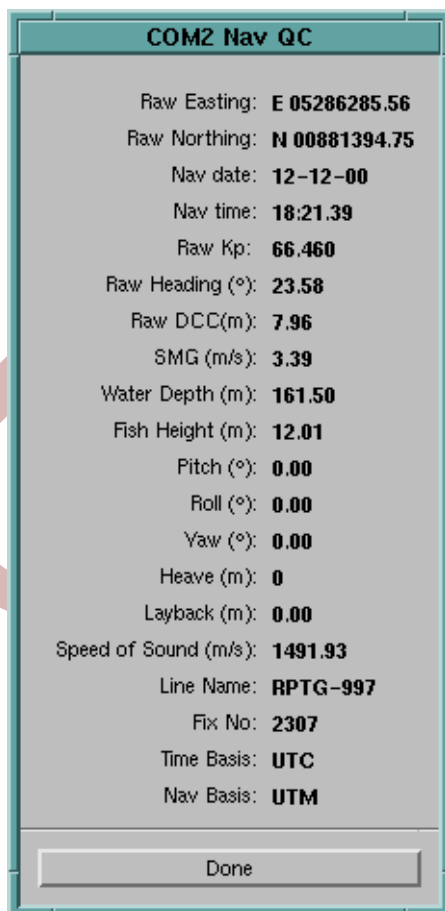 COM2 Nav QC
Raw Easting: E 05286285.56
Raw Northing: N 00881394.75
Nav date: 12-12-00
Nav time: 18:21.39
Raw Kp: 66.460
Raw Heading (°): 23.58
Raw DCC(m): 7.96
SMG (m/s): 3.39
Water Depth (m): 161.50
Fish Height (m): 12.01
Pitch (°): 0.00
Roll (°): 0.00
Yaw (°): 0.00
Heave (m): 0
Layback (m): 0.00
Speed of Sound (m/s): 1491.93
Line Name: RPTG-997
Fix No: 2307
Time Basis: UTC
Nav Basis: UTM
Done